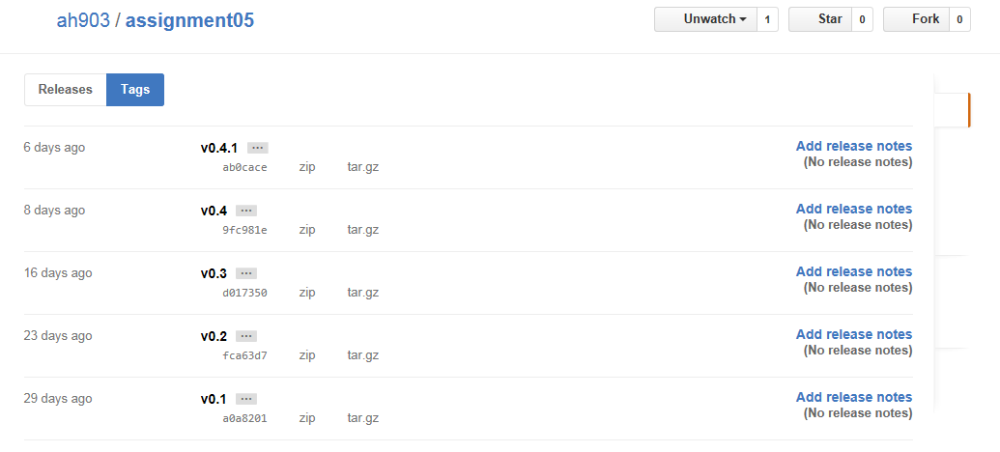 ah903 / assignment05
Unwatch 1 Star 0 Fork 0
Releases Tags
6 days ago v0.4.1 ... Add release notes
ab0cace zip tar.gz (No release notes)
8 days ago v0.4 ... Add release notes
9fc981e zip tar.gz (No release notes)
16 days ago v0.3 ... Add release notes
d017350 zip tar.gz (No release notes)
23 days ago v0.2 ... Add release notes
fca63d7 zip tar.gz (No release notes)
29 days ago v0.1 ... Add release notes
a0a8201 zip tar.gz (No release notes)